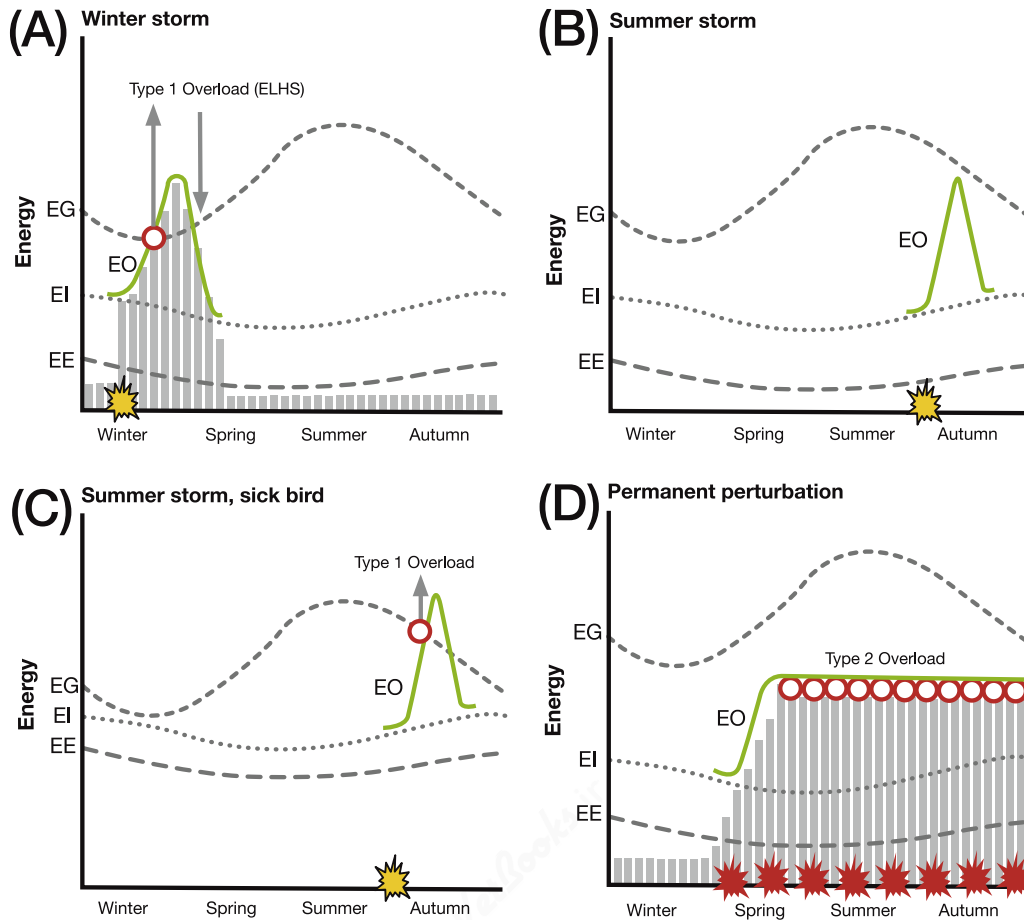 (A) Winter storm
Type 1 Overload (ELHS)
EG
EO
EI
EE
Energy
Winter Spring Summer Autumn
(B) Summer storm
EG
EO
EI
EE
Energy
Winter Spring Summer Autumn
(C) Summer storm, sick bird
Type 1 Overload
EO
EG
EI
EE
Energy
Winter Spring Summer Autumn
(D) Permanent perturbation
EG
Type 2 Overload
EO
EI
EE
Energy
Winter Spring Summer Autumn